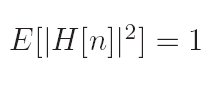 E[|H[n]|² ] = 1